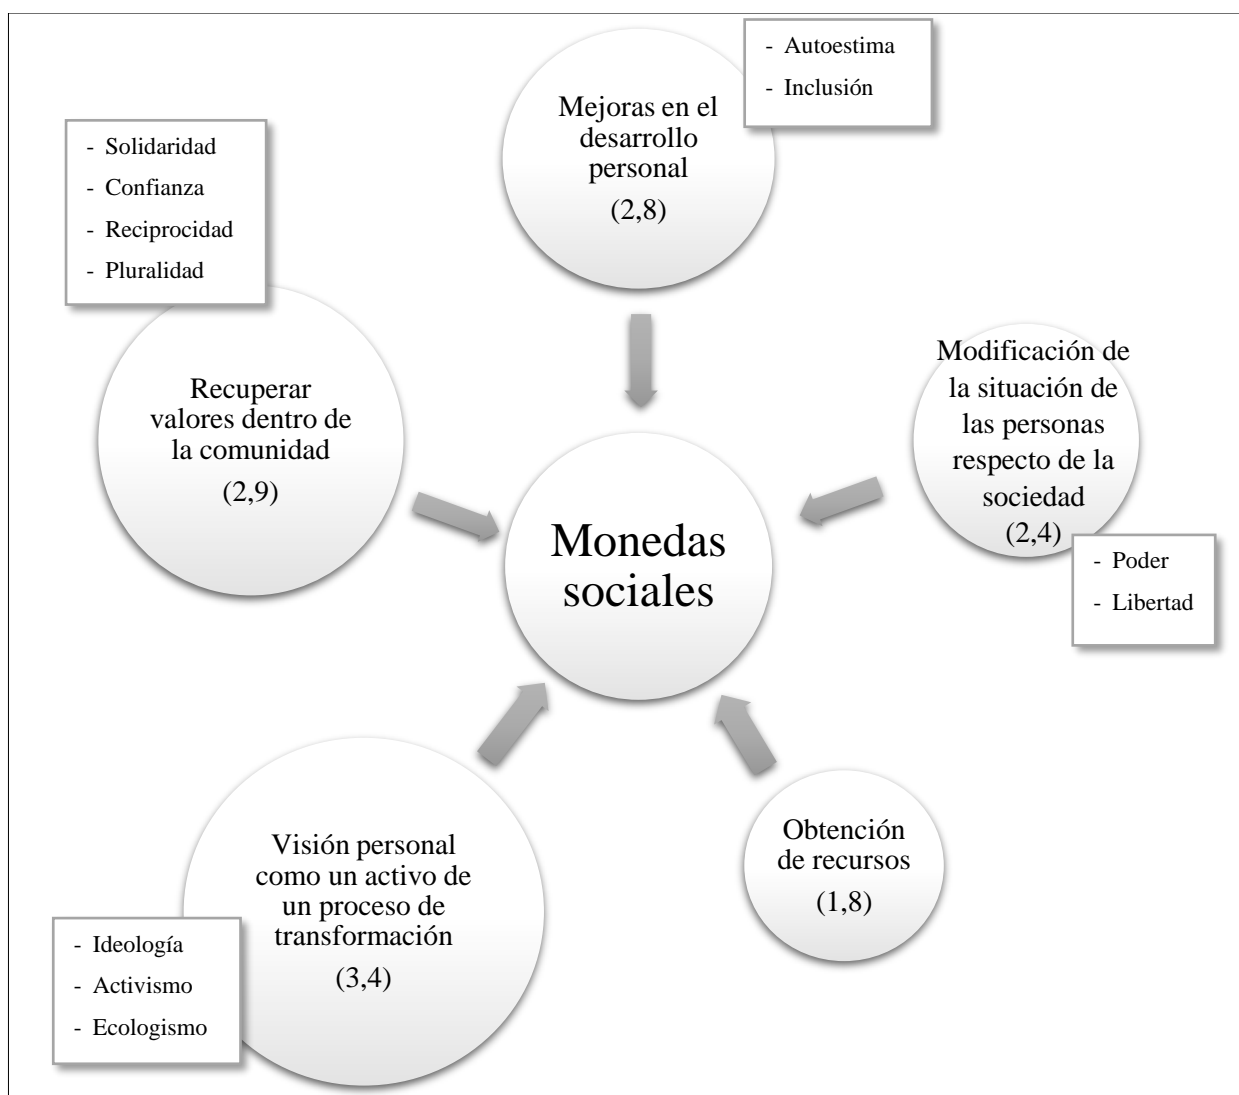 - Autoestima
- Inclusión
Mejoras en el
desarrollo
personal
(2,8)
- Solidaridad
- Confianza
- Reciprocidad
- Pluralidad
Recuperar
valores dentro de
la comunidad
(2,9)
Modificación de
la situación de
las personas
respecto de la
sociedad
(2,4)
- Poder
- Libertad
Monedas
sociales
Visión personal
como un activo de
un proceso de
transformación
(3,4)
- Ideología
- Activismo
- Ecologismo
Obtención
de recursos
(1,8)